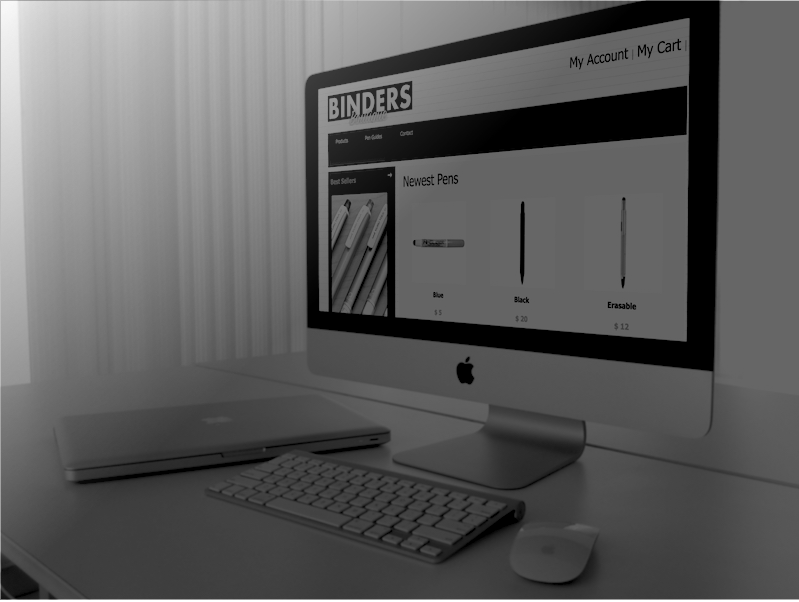 My Account | My Cart |
BINDERS
Boutique
Products Pen Guides Contact
Best Sellers
Newest Pens
Blue Black Erasable
$ 5 $ 20 $ 12